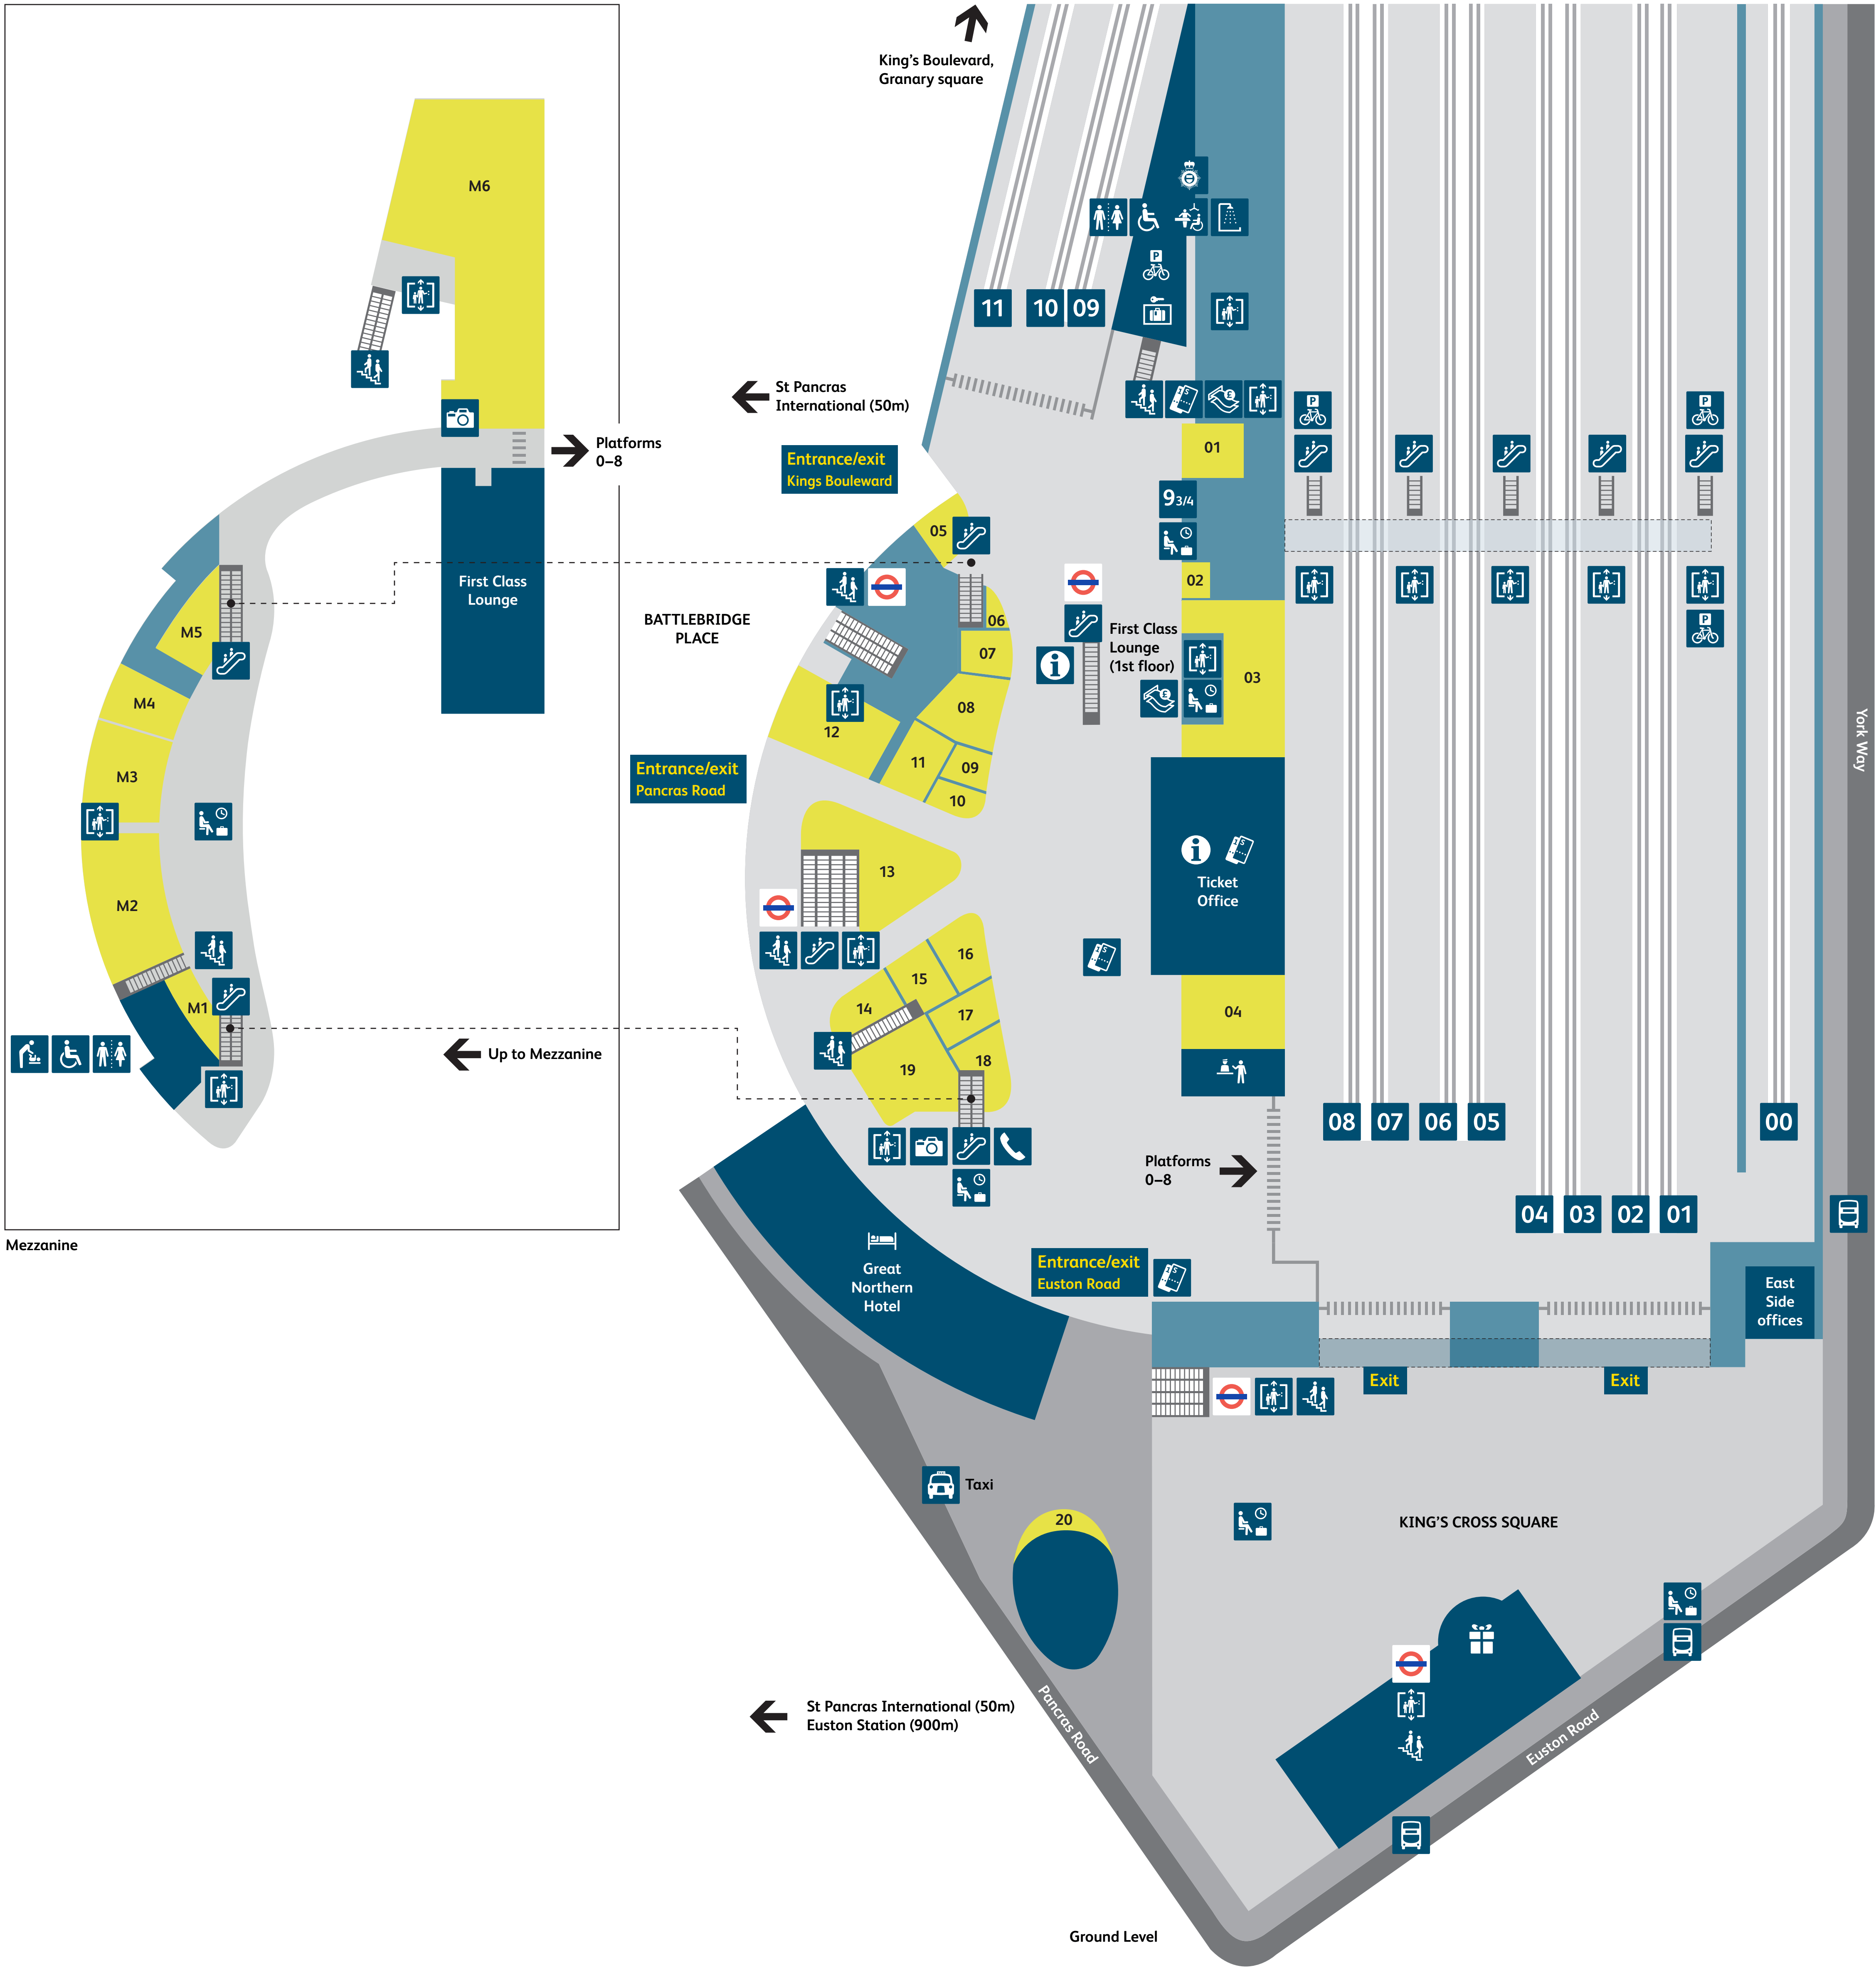 King's Boulevard,
Granary square
M6
11
10
09
St Pancras
International (50m)
Platforms
0–8
P
P
P
01
Entrance/exit
Kings Bouleward
9 3/4
05
First Class
Lounge
02
BATTLEBRIDGE
PLACE
06
M5
07
First Class
Lounge
(1st floor)
03
M4
08
12
M3
11
09
10
Entrance/exit
Pancras Road
York Way
13
Ticket
Office
M2
16
15
14
17
M1
04
18
19
Up to Mezzanine
P
08
07
06
05
00
Platforms
0–8
04
03
02
01
Mezzanine
Great
Northern
Hotel
Entrance/exit
Euston Road
East
Side
offices
Exit
Exit
Taxi
20
KING'S CROSS SQUARE
St Pancras International (50m)
Euston Station (900m)
Pancras Road
Euston Road
Ground Level